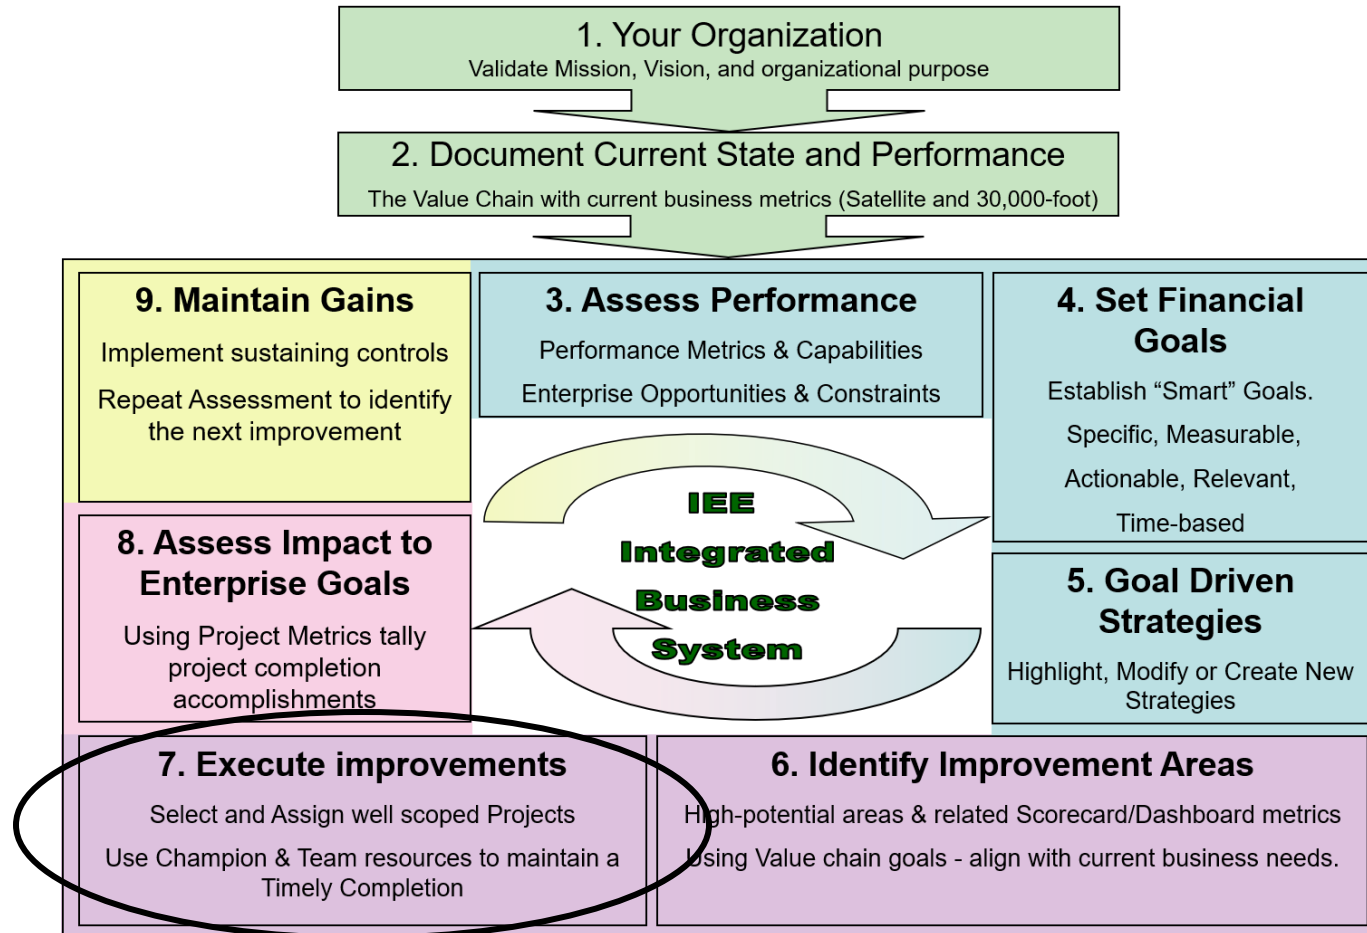 1. Your Organization
Validate Mission, Vision, and organizational purpose
2. Document Current State and Performance
The Value Chain with current business metrics (Satellite and 30,000-foot)
9. Maintain Gains
Implement sustaining controls
Repeat Assessment to identify
the next improvement
3. Assess Performance
Performance Metrics & Capabilities
Enterprise Opportunities & Constraints
4. Set Financial
Goals
Establish “Smart” Goals.
Specific, Measurable,
Actionable, Relevant,
Time-based
IEE
Integrated
Business
System
8. Assess Impact to
Enterprise Goals
Using Project Metrics tally
project completion
accomplishments
5. Goal Driven
Strategies
Highlight, Modify or Create New
Strategies
7. Execute improvements
Select and Assign well scoped Projects
Use Champion & Team resources to maintain a
Timely Completion
6. Identify Improvement Areas
High-potential areas & related Scorecard/Dashboard metrics
Using Value chain goals - align with current business needs.